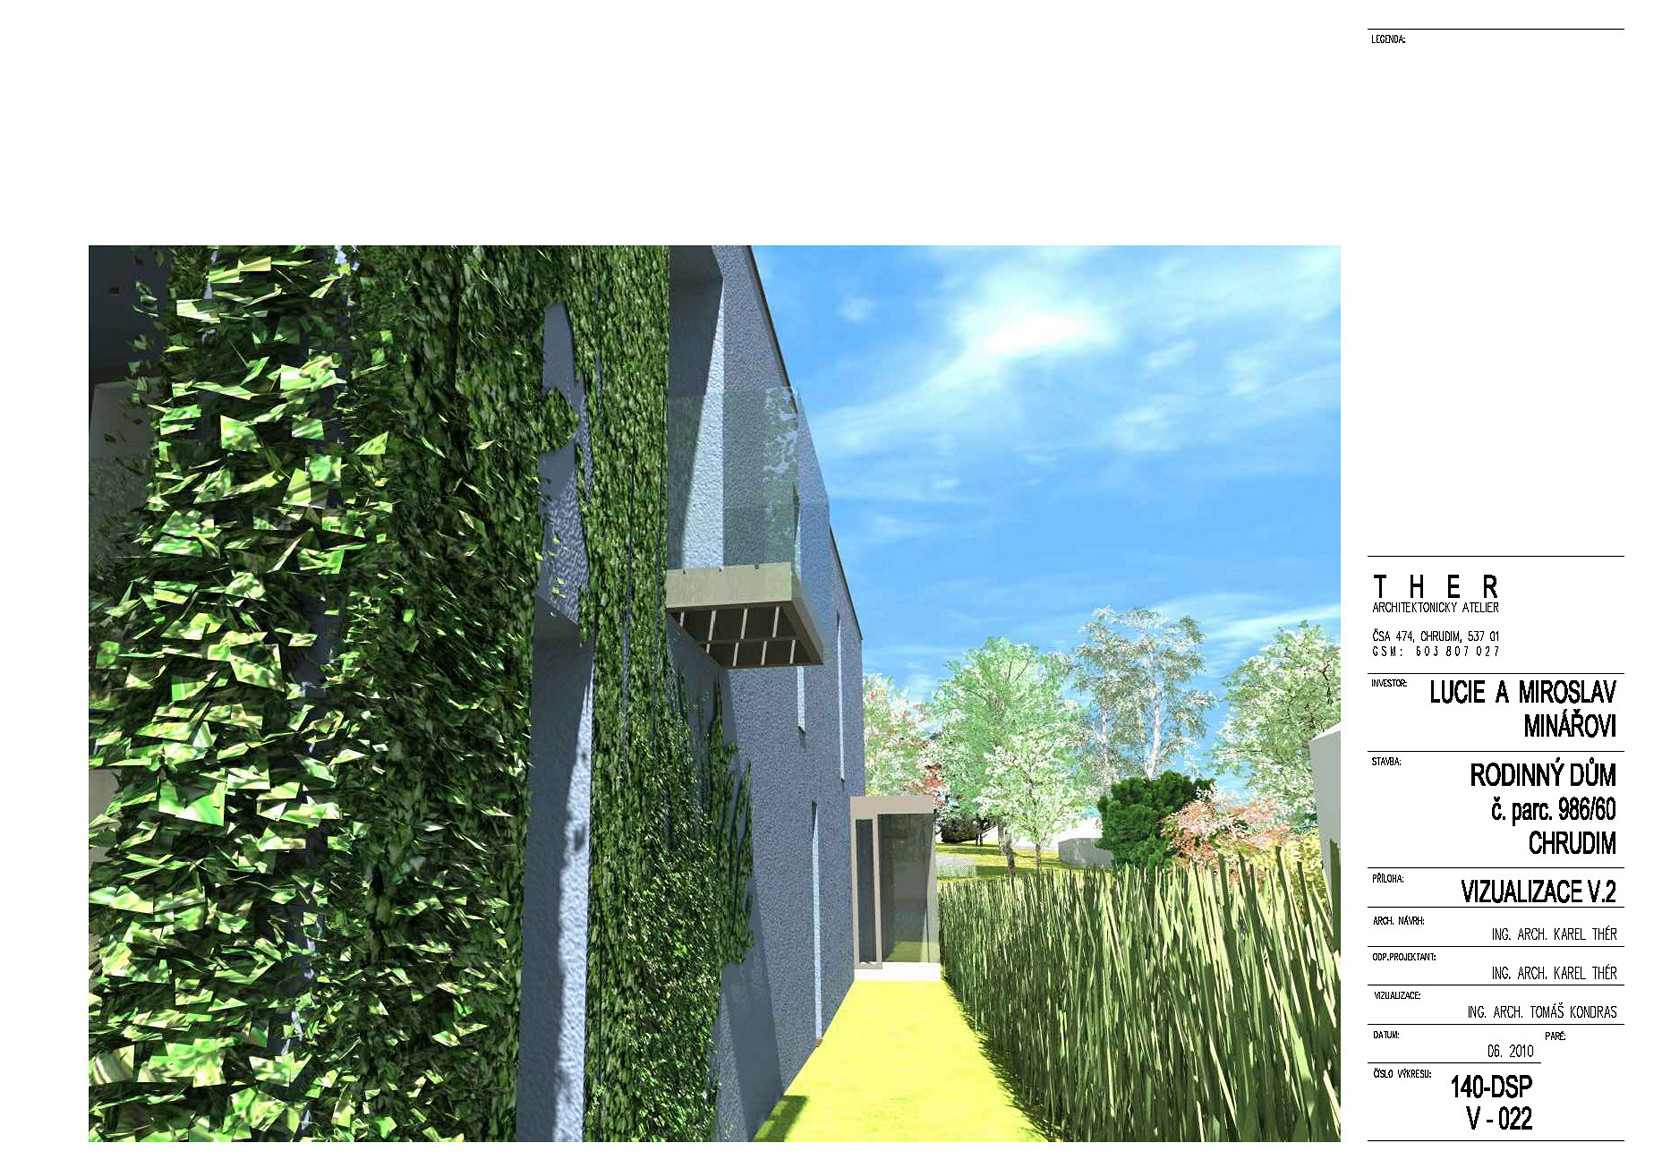 LEGENDA:
T H E R
ARCHITEKTONICKÝ ATELIER
ČSA 474, CHRUDIM, 537 01
GSM: 603 807 027
INVESTOR:
LUCIE A MIROSLAV
MINÁŘOVI
STAVBA:
RODINNÝ DŮM
č. parc. 986/60
CHRUDIM
PŘÍLOHA:
VIZUALIZACE V.2
ARCH. NÁVRH:
ING. ARCH. KAREL THÉR
ODP.PROJEKTANT:
ING. ARCH. KAREL THÉR
VIZUALIZACE:
ING. ARCH. TOMÁŠ KONDRAS
DATUM:
PARÉ:
06. 2010
ČÍSLO VÝKRESU:
140-DSP
V - 022